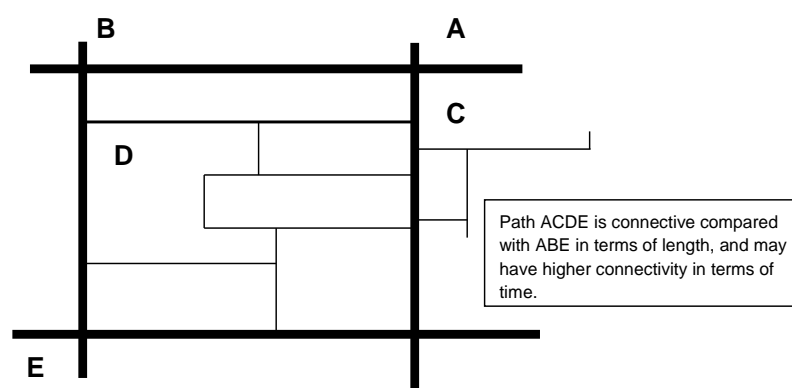 B
A
C
D
Path ACDE is connective compared
with ABE in terms of length, and may
have higher connectivity in terms of
time.
E